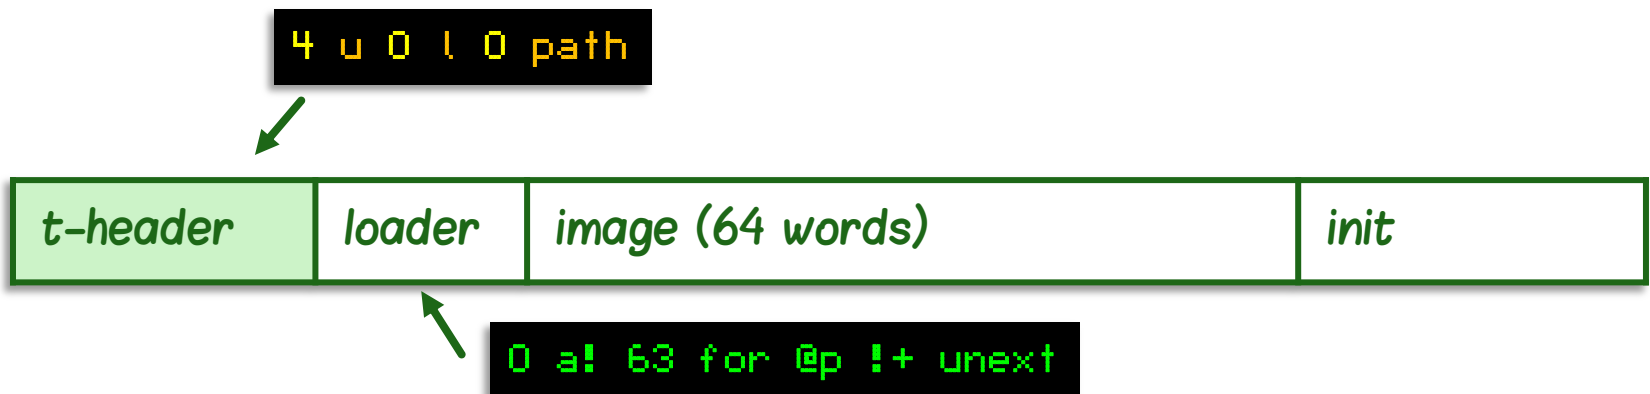 4 u 0 l 0 path
t-header loader image (64 words) init
0 a! 63 for @p !+ unext